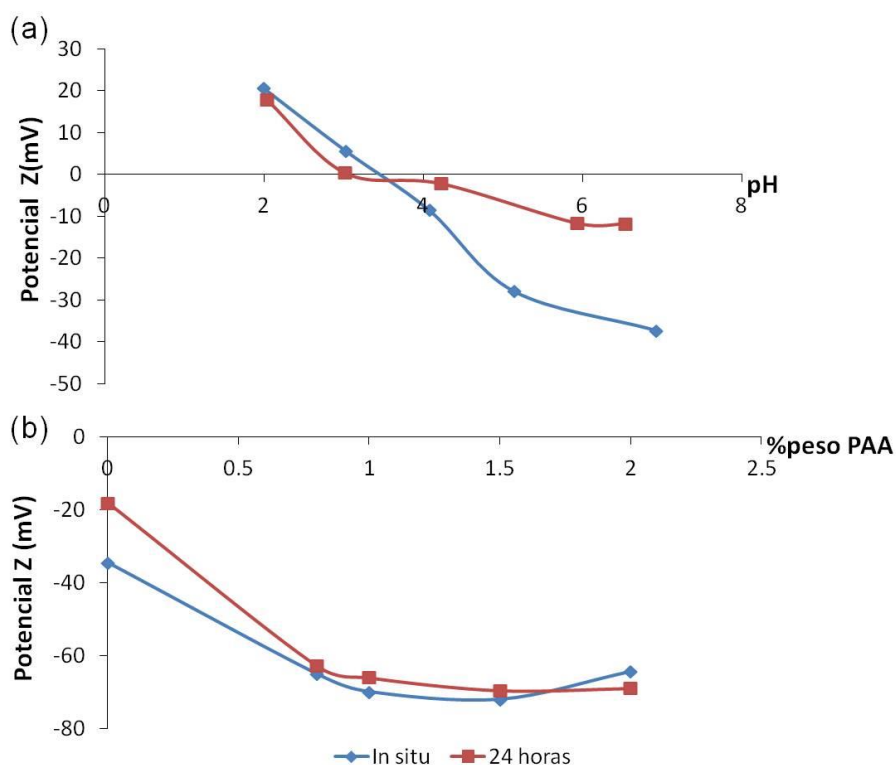 (a)
30
20
10
0
-10
-20
-30
-40
-50
Potencial Z(mV)
0 2 4 6 8
pH
(b)
0
-20
-40
-60
-80
Potencial Z (mV)
0 0.5 1 1.5 2 2.5
%peso PAA
In situ 24 horas